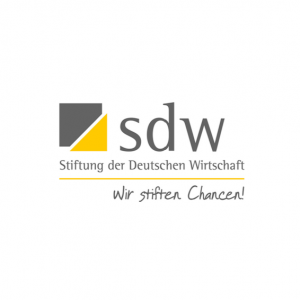 sdw
Stiftung der Deutschen Wirtschaft
Wir stiften Chancen!